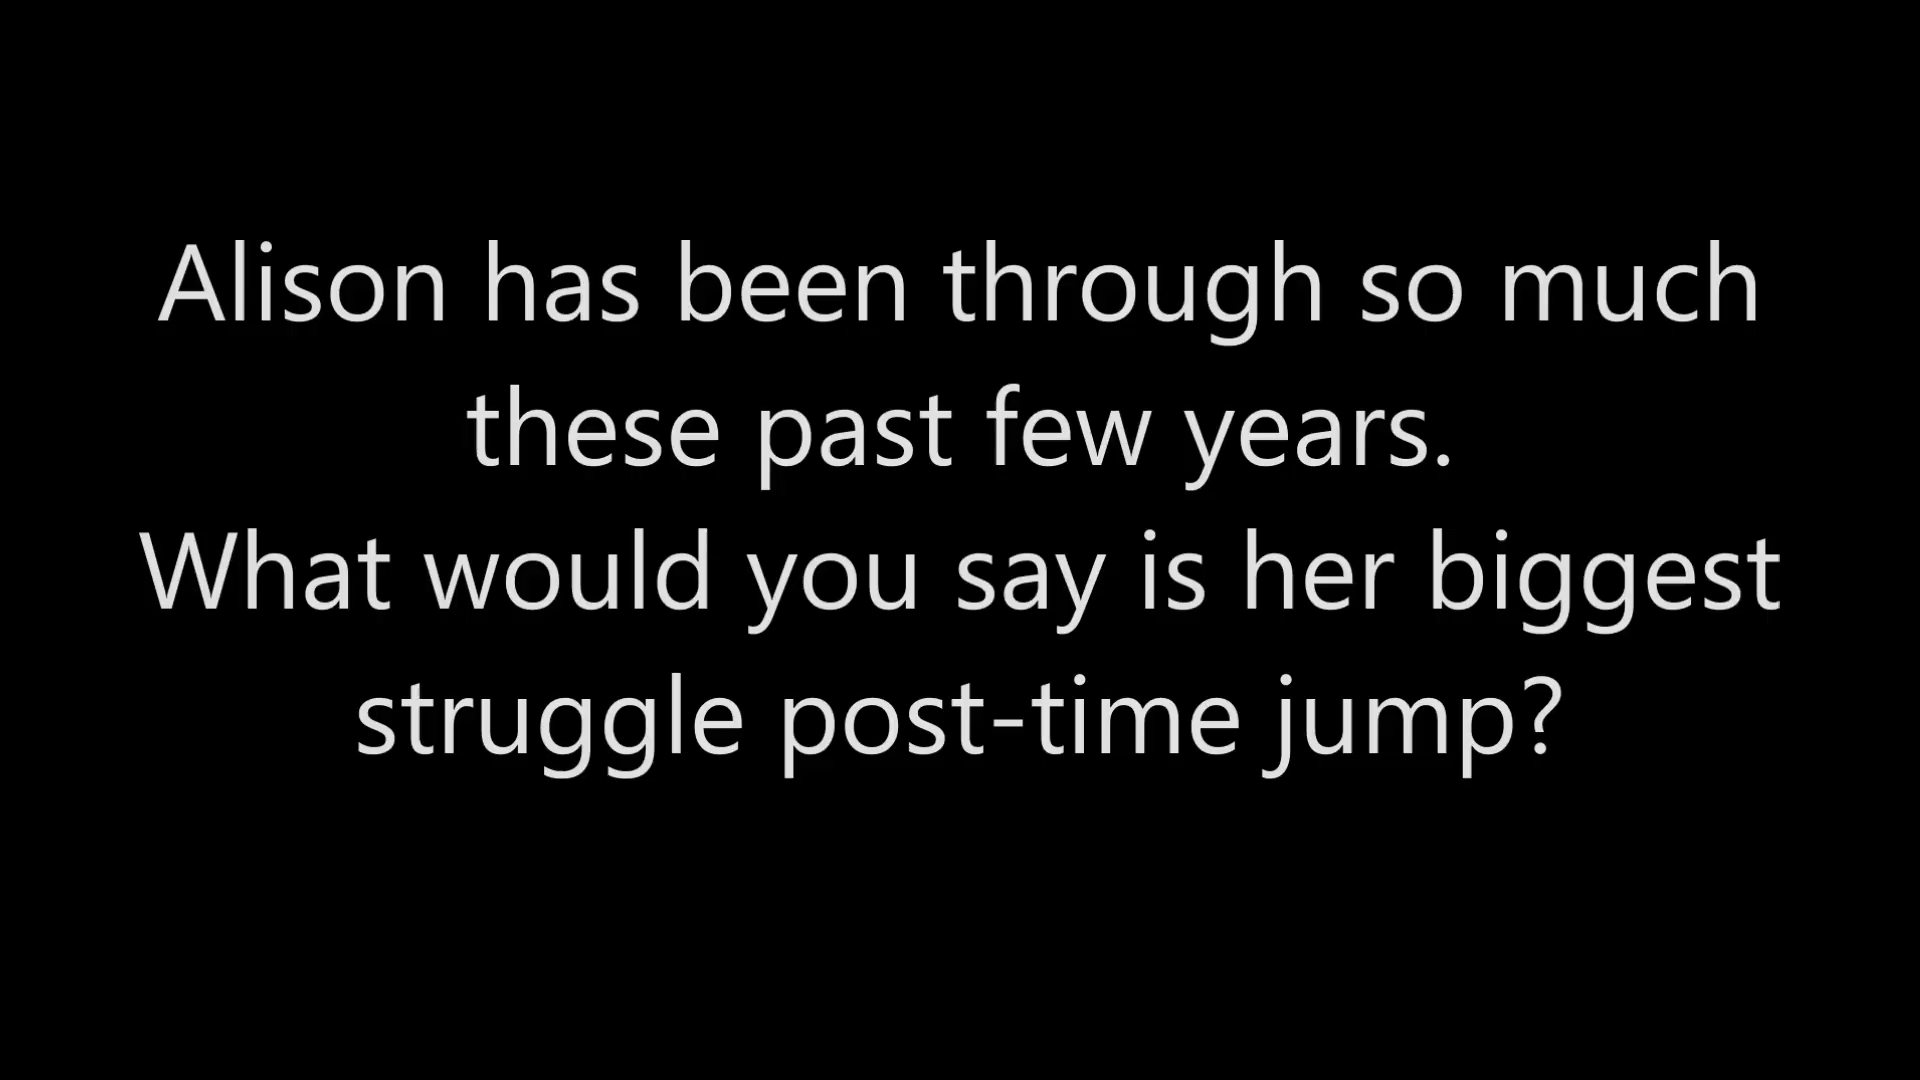 Alison has been through so much
these past few years.
What would you say is her biggest
struggle post-time jump?